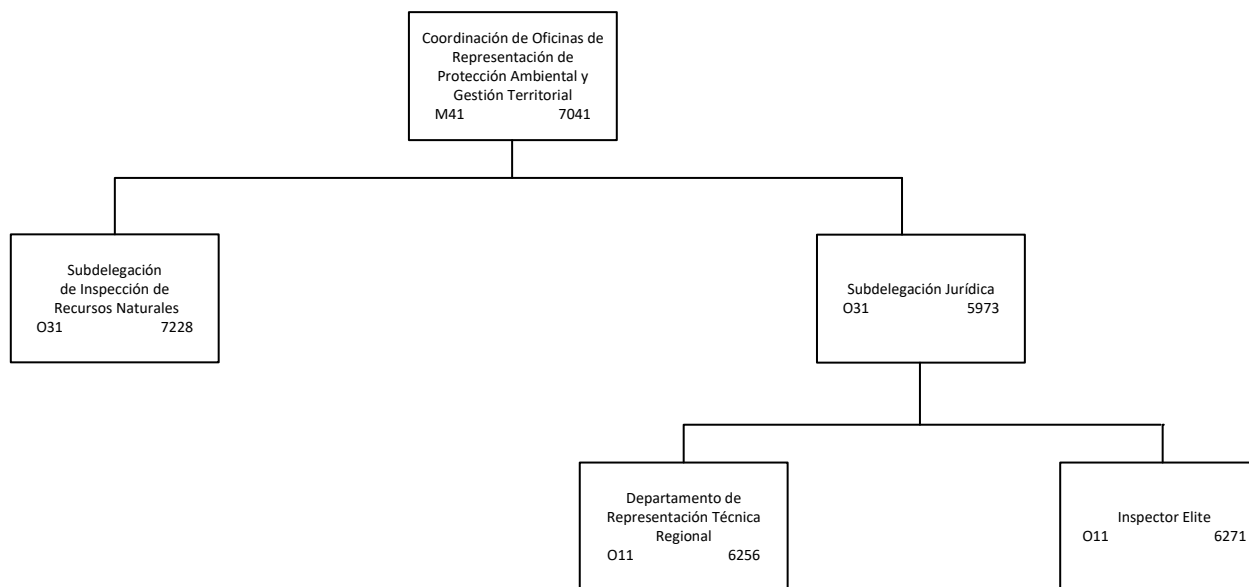 Coordinación de Oficinas de
Representación de
Protección Ambiental y
Gestión Territorial
M41 7041
Subdelegación
de Inspección de
Recursos Naturales
O31 7228
Subdelegación Jurídica
O31 5973
Departamento de
Representación Técnica
Regional
O11 6256
Inspector Elite
O11 6271